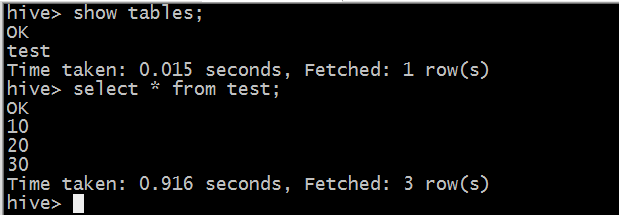 hive> show tables;
OK
test
Time taken: 0.015 seconds, Fetched: 1 row(s)
hive> select * from test;
OK
10
20
30
Time taken: 0.916 seconds, Fetched: 3 row(s)
hive>